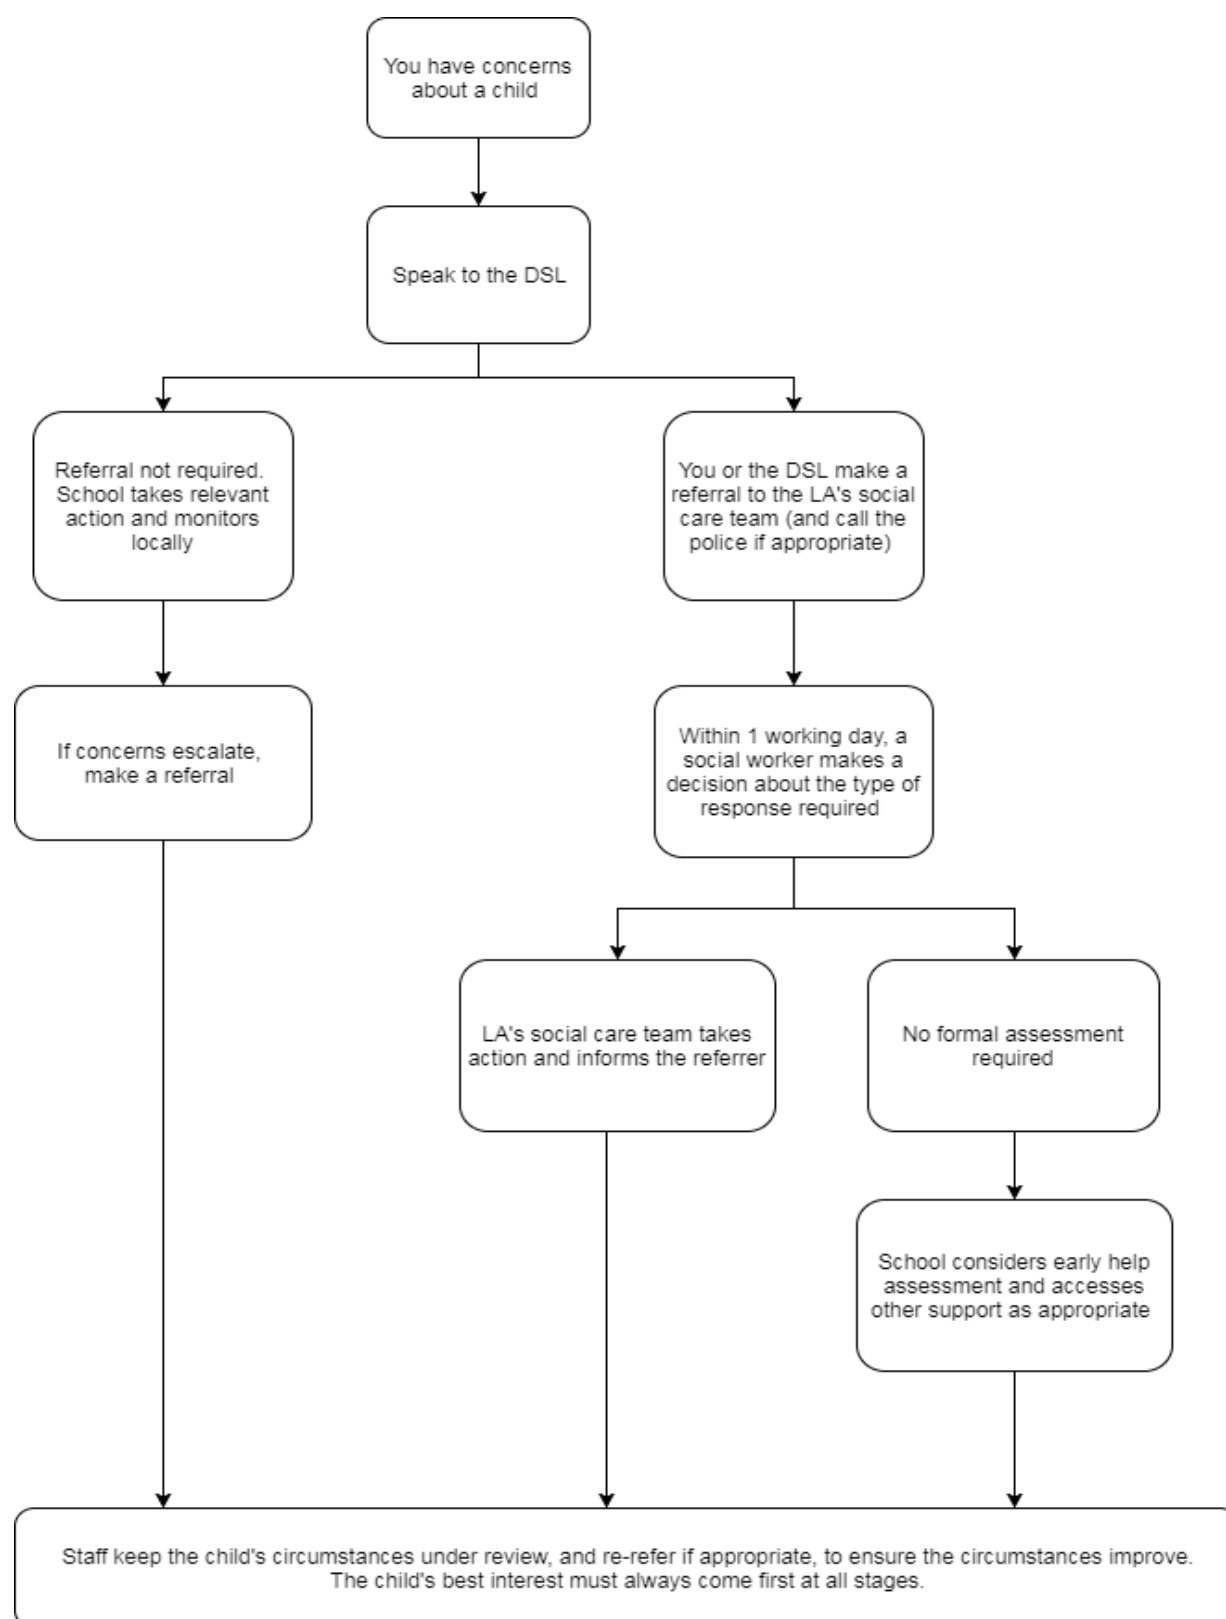 You have concerns
about a child
Speak to the DSL
Referral not required.
School takes relevant
action and monitors
locally
You or the DSL make a
referral to the LA's social
care team (and call the
police if appropriate)
If concerns escalate,
make a referral
Within 1 working day, a
social worker makes a
decision about the type of
response required
LA's social care team takes
action and informs the referrer
No formal assessment
required
School considers early help
assessment and accesses
other support as appropriate
Staff keep the child's circumstances under review, and re-refer if appropriate, to ensure the circumstances improve.
The child's best interest must always come first at all stages.